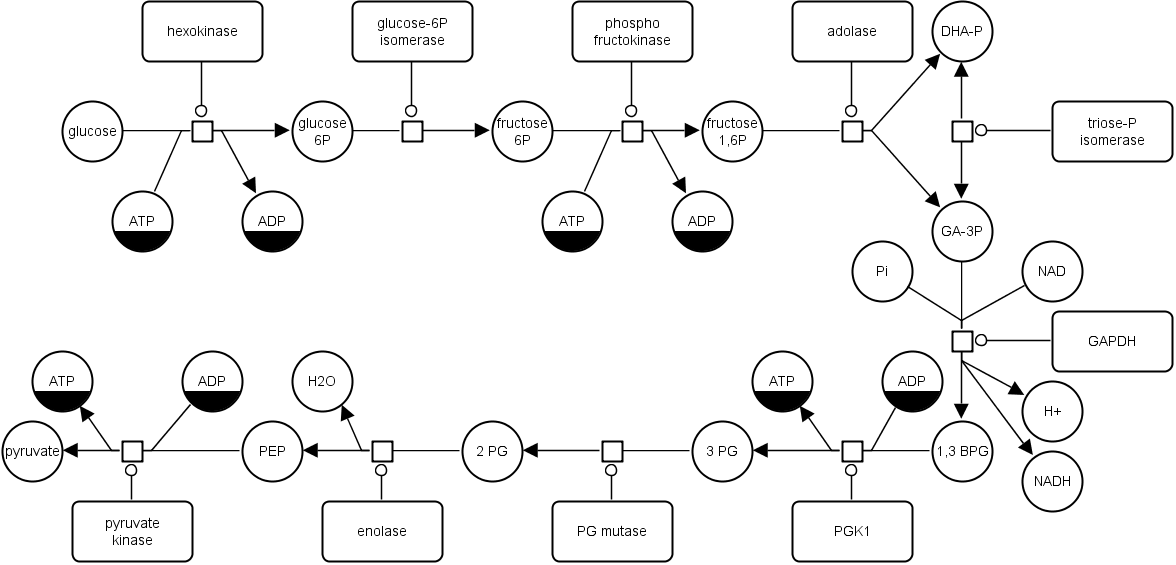 hexokinase
glucose-6P
isomerase
phospho
fructokinase
adolase
DHA-P
glucose
glucose
6P
fructose
6P
fructose
1,6P
triose-P
isomerase
ATP
ADP
ATP
ADP
GA-3P
Pi
NAD
GAPDH
ATP
ADP
H2O
ATP
ADP
H+
pyruvate
PEP
2 PG
3 PG
1,3 BPG
NADH
pyruvate
kinase
enolase
PG mutase
PGK1